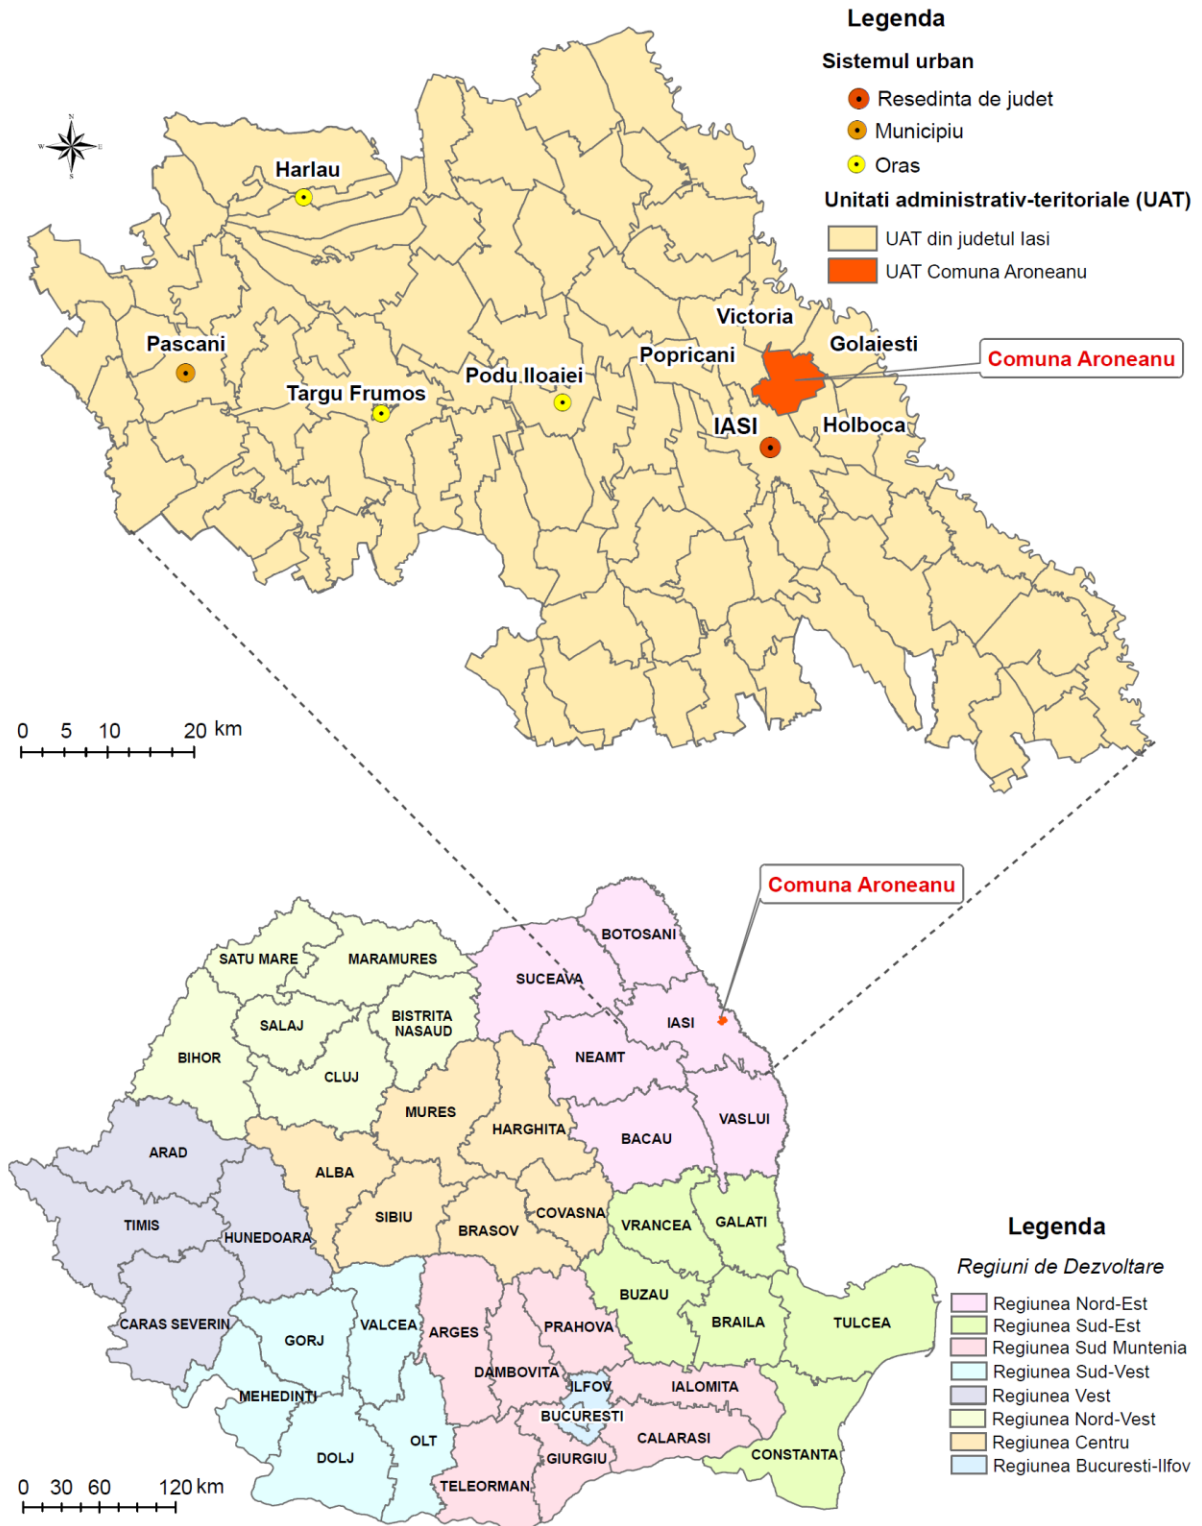 Legenda
Sistemul urban
Resedinta de judet
Municipiu
Oras
Unitati administrativ-teritoriale (UAT)
UAT din judetul Iasi
UAT Comuna Aroneanu
N
W
E
S
Harlau
Victoria
Golaiesti
Pascani
Popricani
Comuna Aroneanu
Podu Iloaiei
Targu Frumos
IASI
Holboca
0 5 10 20 km
Comuna Aroneanu
BOTOSANI
SATU MARE
MARAMURES
SUCEAVA
BISTRITA
NASAUD
SALAJ
IASI
BIHOR
NEAMT
CLUJ
MURES
VASLUI
HARGHITA
BACAU
ARAD
ALBA
COVASNA
SIBIU
TIMIS
VRANCEA
GALATI
HUNEDOARA
BRASOV
BUZAU
CARAS SEVERIN
VALCEA
GORJ
ARGES
PRAHOVA
BRAILA
TULCEA
DAMBOVITA
ILFOV
IALOMITA
MEHEDINTI
BUCURESTI
CALARASI
OLT
DOLJ
GIURGIU
CONSTANTA
TELEORMAN
0 30 60 120 km
Legenda
Regiuni de Dezvoltare
Regiunea Nord-Est
Regiunea Sud-Est
Regiunea Sud Muntenia
Regiunea Sud-Vest
Regiunea Vest
Regiunea Nord-Vest
Regiunea Centru
Regiunea Bucuresti-Ilfov